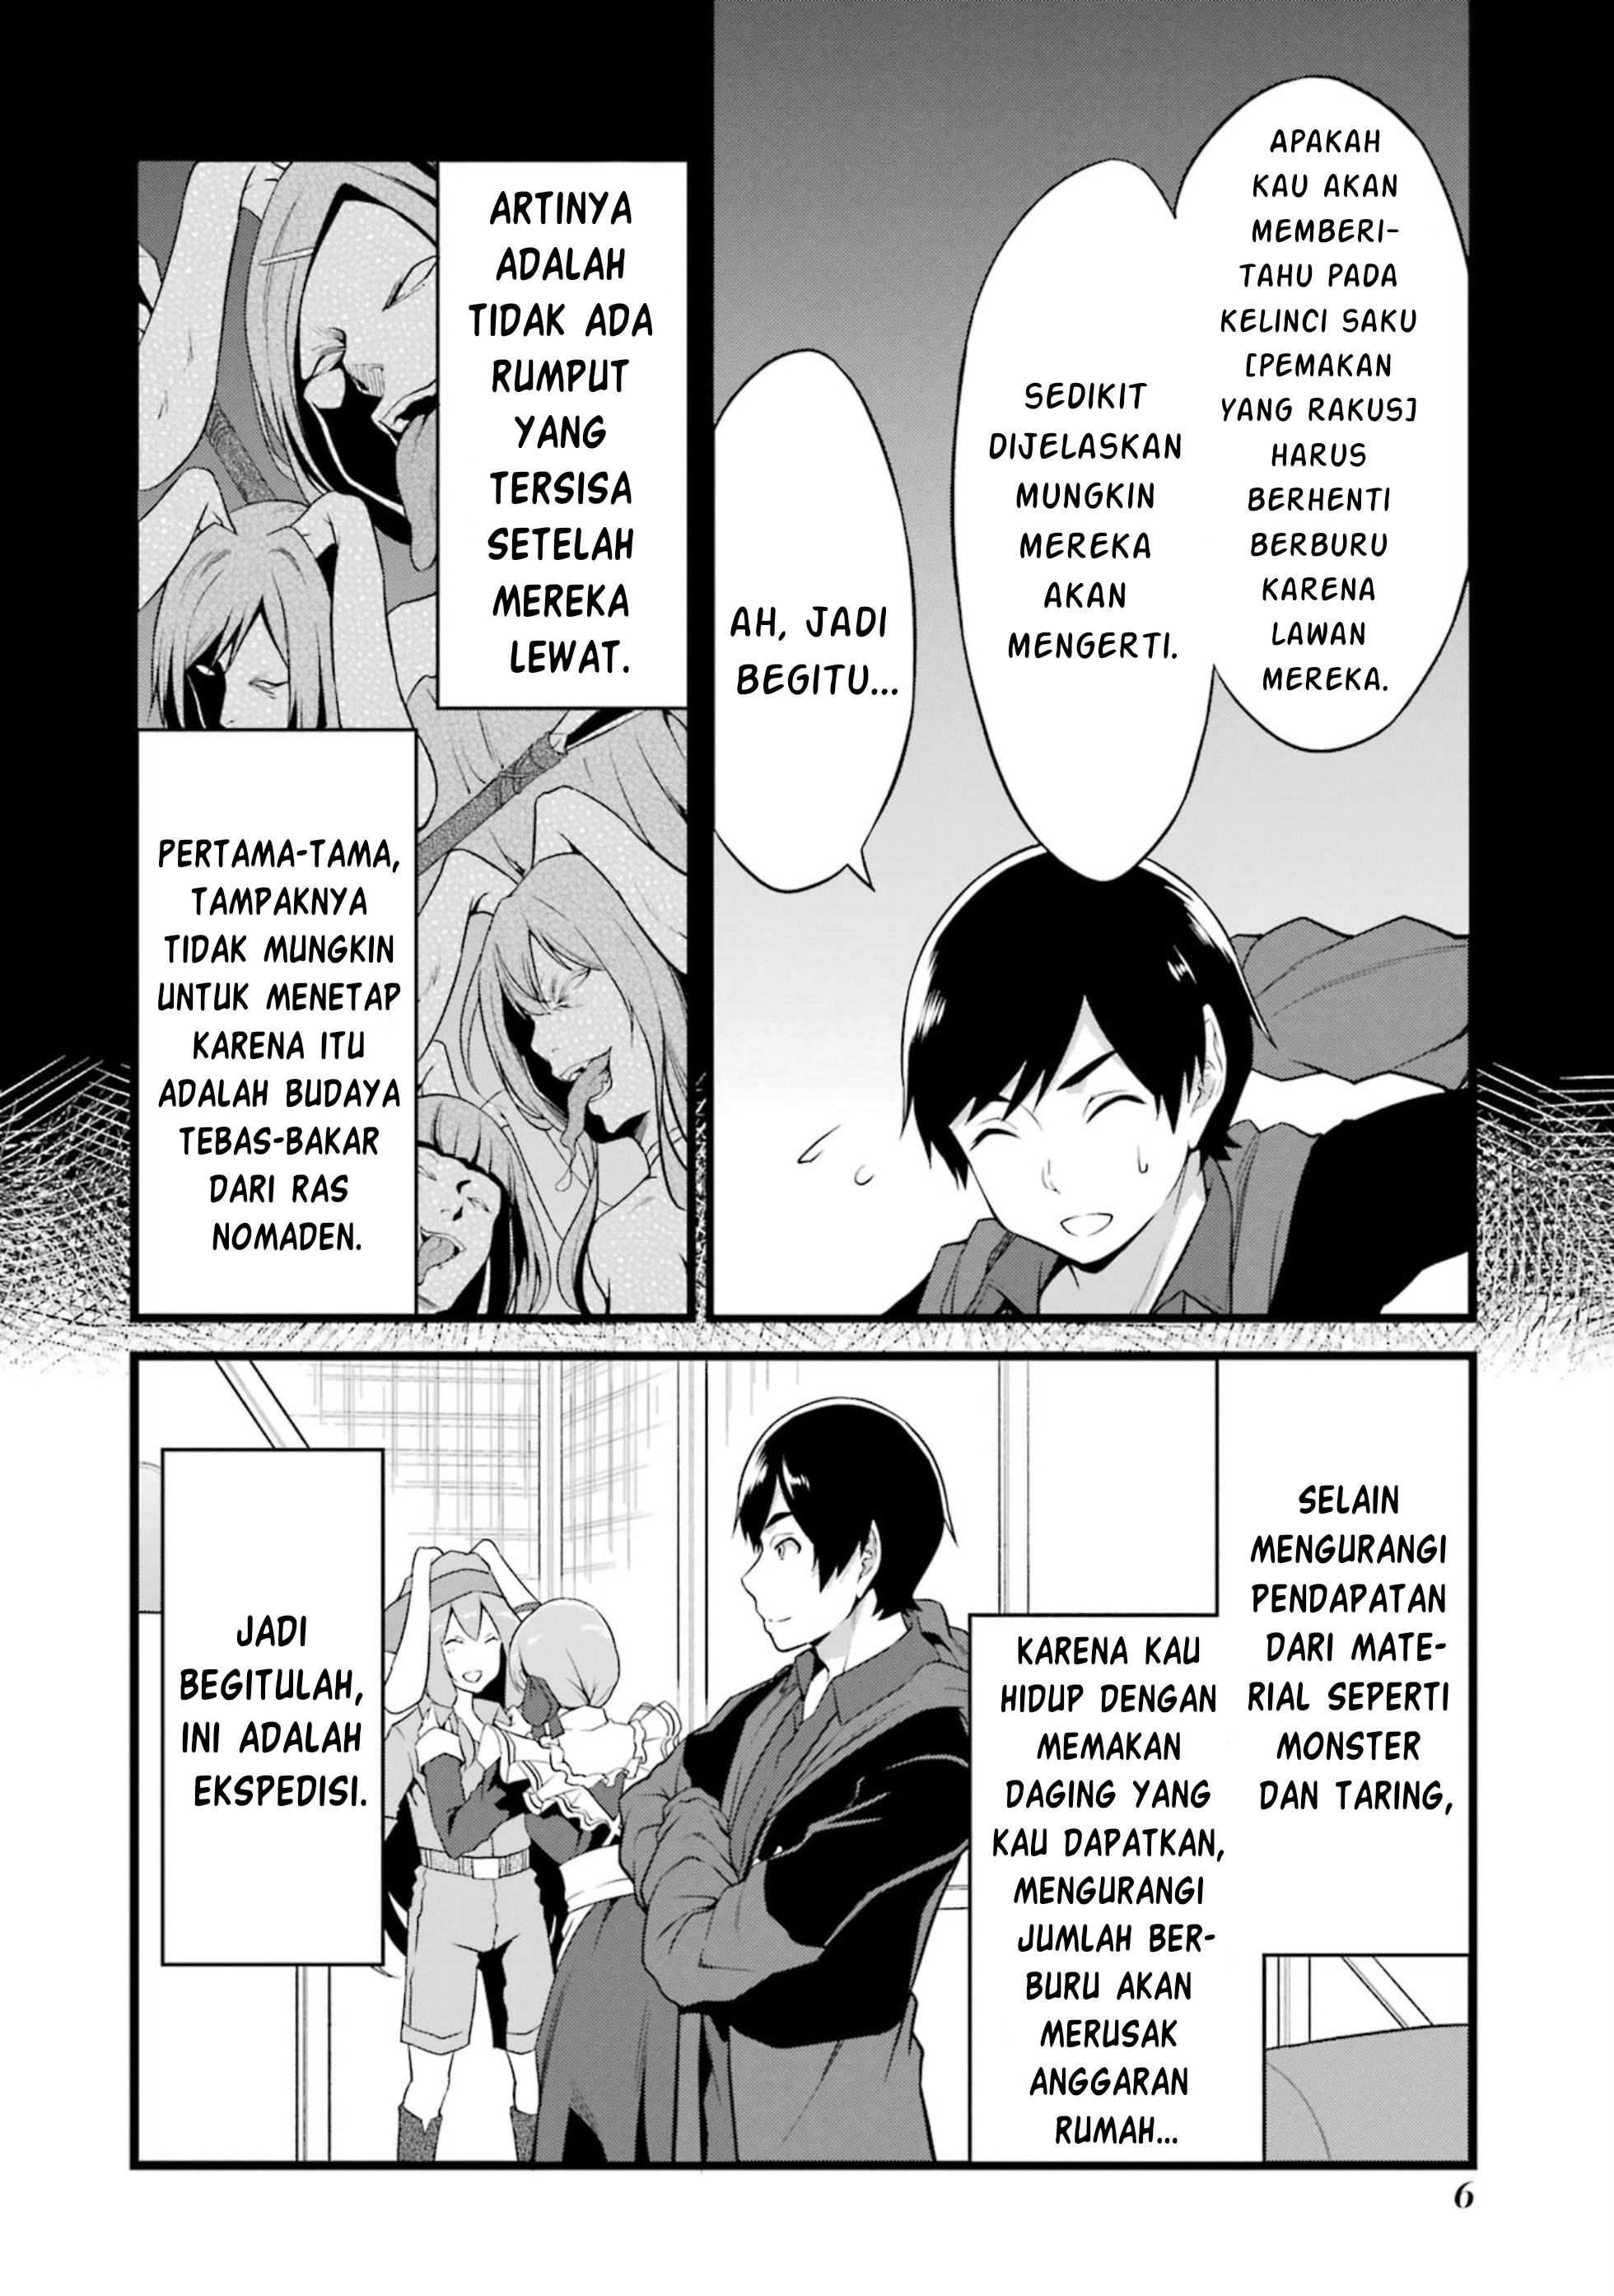 APAKAH
KAU AKAN
MEMBERI-
TAHU PADA
KELINCI SAKU
[PEMAKAN
YANG RAKUS]
HARUS
BERHENTI
BERBURU
KARENA
LAWAN
MEREKA.
SEDIKIT
DIJELASKAN
MUNGKIN
MEREKA
AKAN
MENGERTI.
AH, JADI
BEGITU...
ARTINYA
ADALAH
TIDAK ADA
RUMPUT
YANG
TERSISA
SETELAH
MEREKA
LEWAT.
PERTAMA-TAMA,
TAMPAKNYA
TIDAK MUNGKIN
UNTUK MENETAP
KARENA ITU
ADALAH BUDAYA
TEBAS-BAKAR
DARI RAS
NOMADEN.
SELAIN
MENGURANGI
PENDAPATAN
DARI MATE-
RIAL SEPERTI
MONSTER
DAN TARING,
KARENA KAU
HIDUP DENGAN
MEMAKAN
DAGING YANG
KAU DAPATKAN,
MENGURANGI
JUMLAH BER-
BURU AKAN
MERUSAK
ANGGARAN
RUMAH...
JADI
BEGITULAH,
INI ADALAH
EKSPEDISI.
6